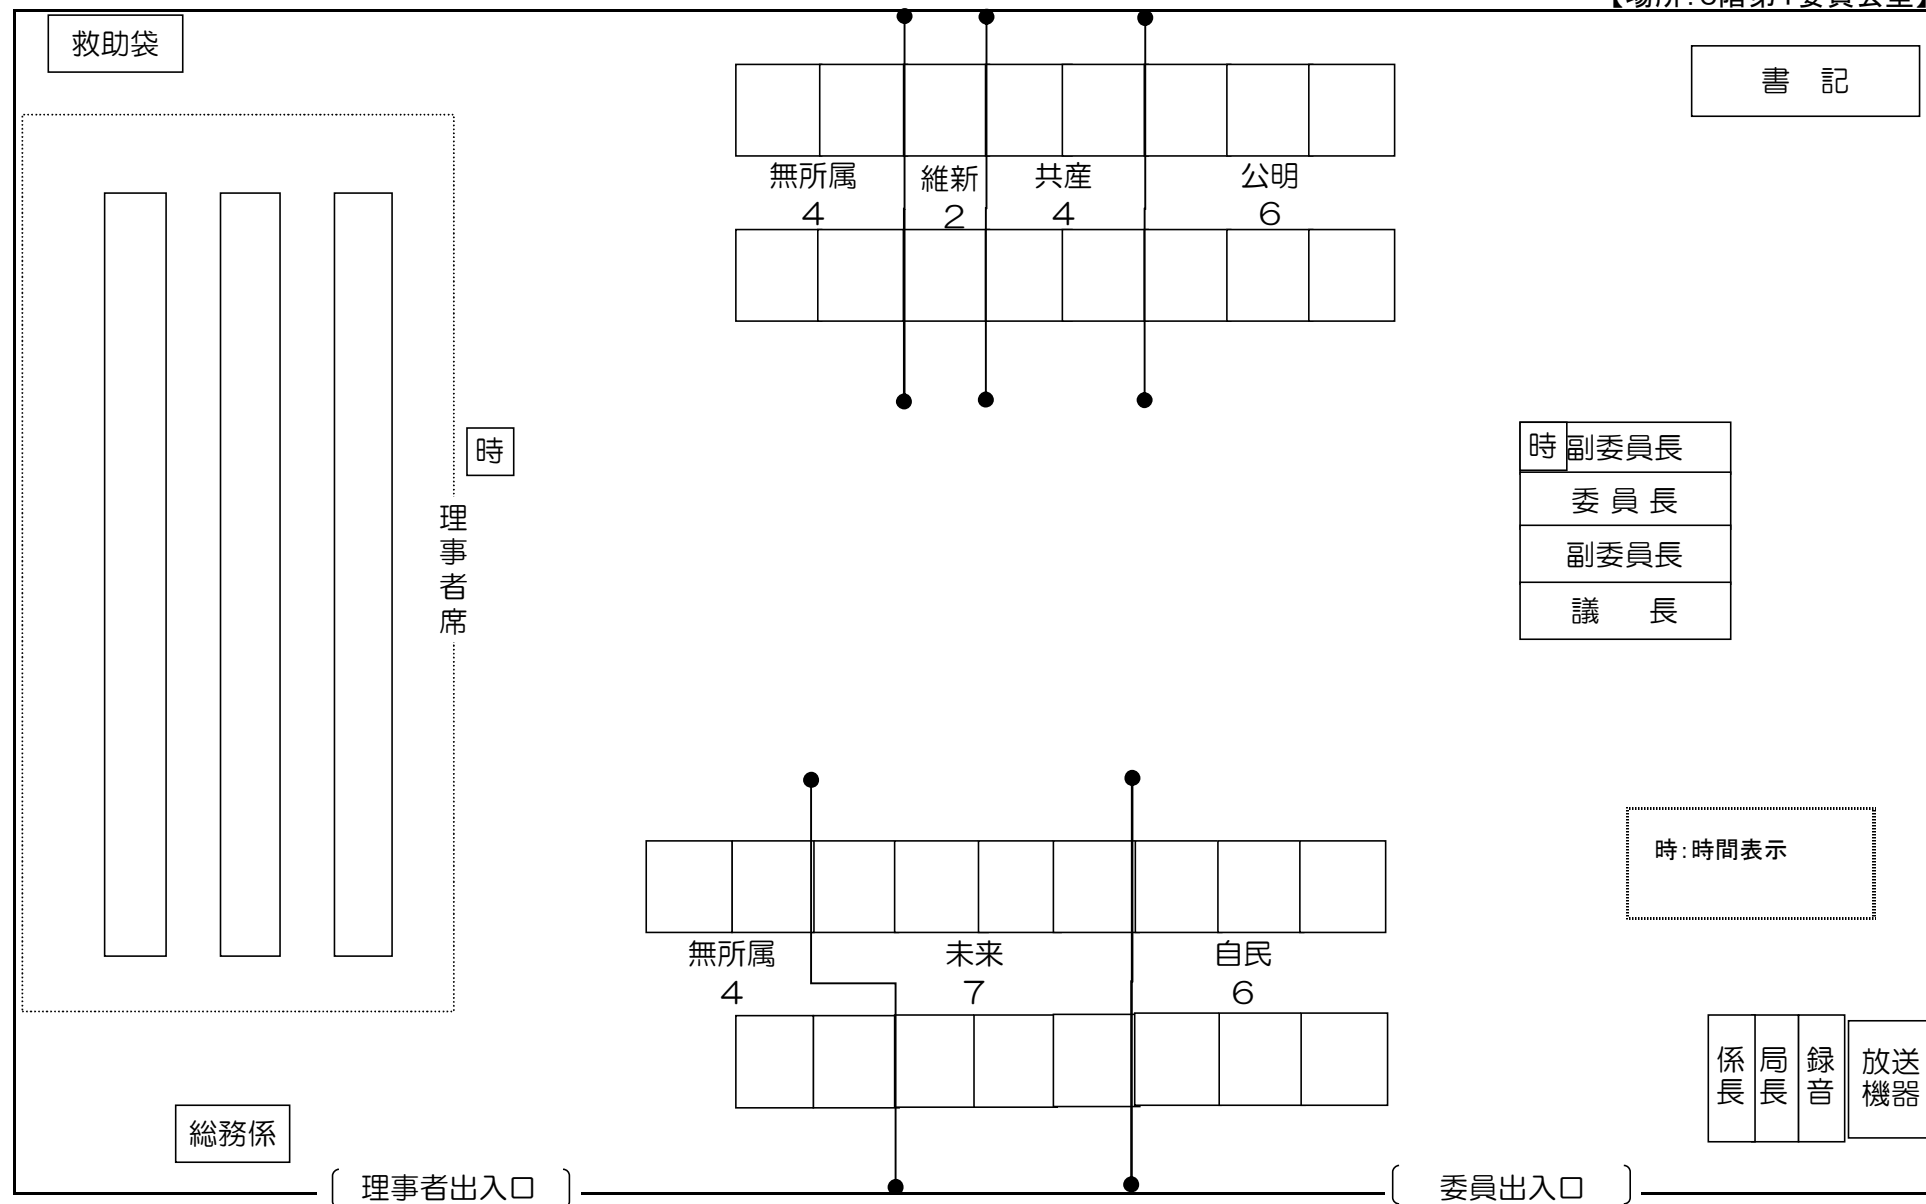 救助袋
書 記
無所属
4
維新
2
共産
4
公明
6
時
理事者席
時
副委員長
委員長
副委員長
議 長
時:時間表示
無所属
4
未来
7
自民
6
係長
局長
録音
放送
機器
総務係
理事者出入口
委員出入口